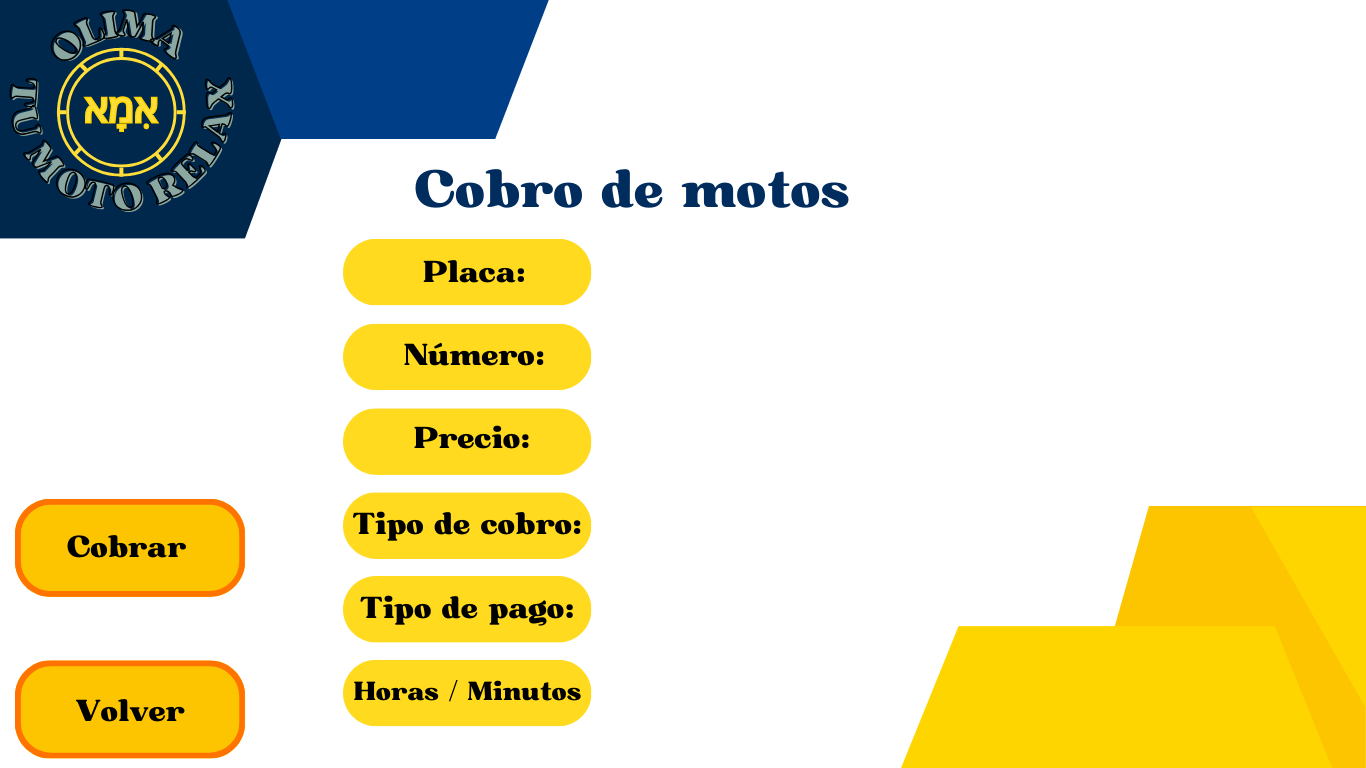 OLIMA
אִמָּא
TU MOTO RELAX
Cobro de motos
Placa:
Número:
Precio:
Tipo de cobro:
Tipo de pago:
Horas / Minutos
Cobrar
Volver